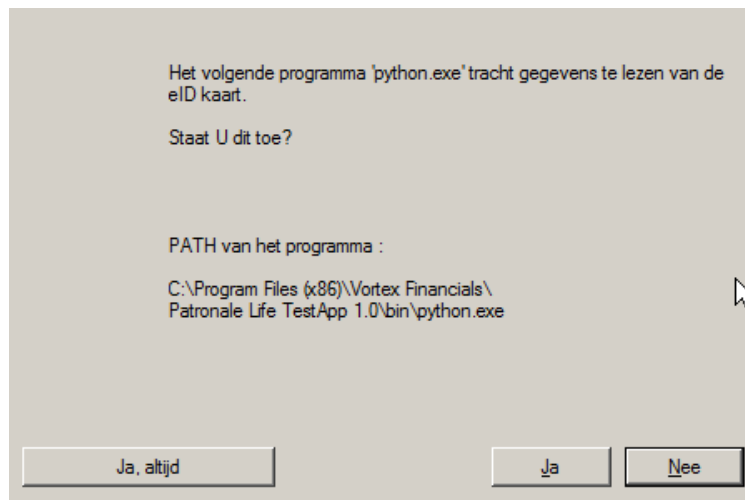 Het volgende programma 'python.exe' tracht gegevens te lezen van de
eID kaart.
Staat U dit toe?
PATH van het programma :
C:\Program Files (x86)\Vortex Financials\
Patronale Life TestApp 1.0\bin\python.exe
Ja, altijd
Ja
Nee